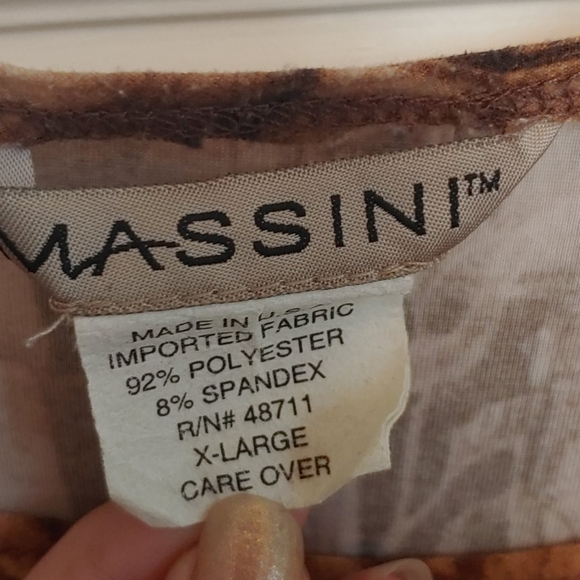 MASSINI™
MADE IN U.S.A.
IMPORTED FABRIC
92% POLYESTER
8% SPANDEX
R/N# 48711
X-LARGE
CARE OVER